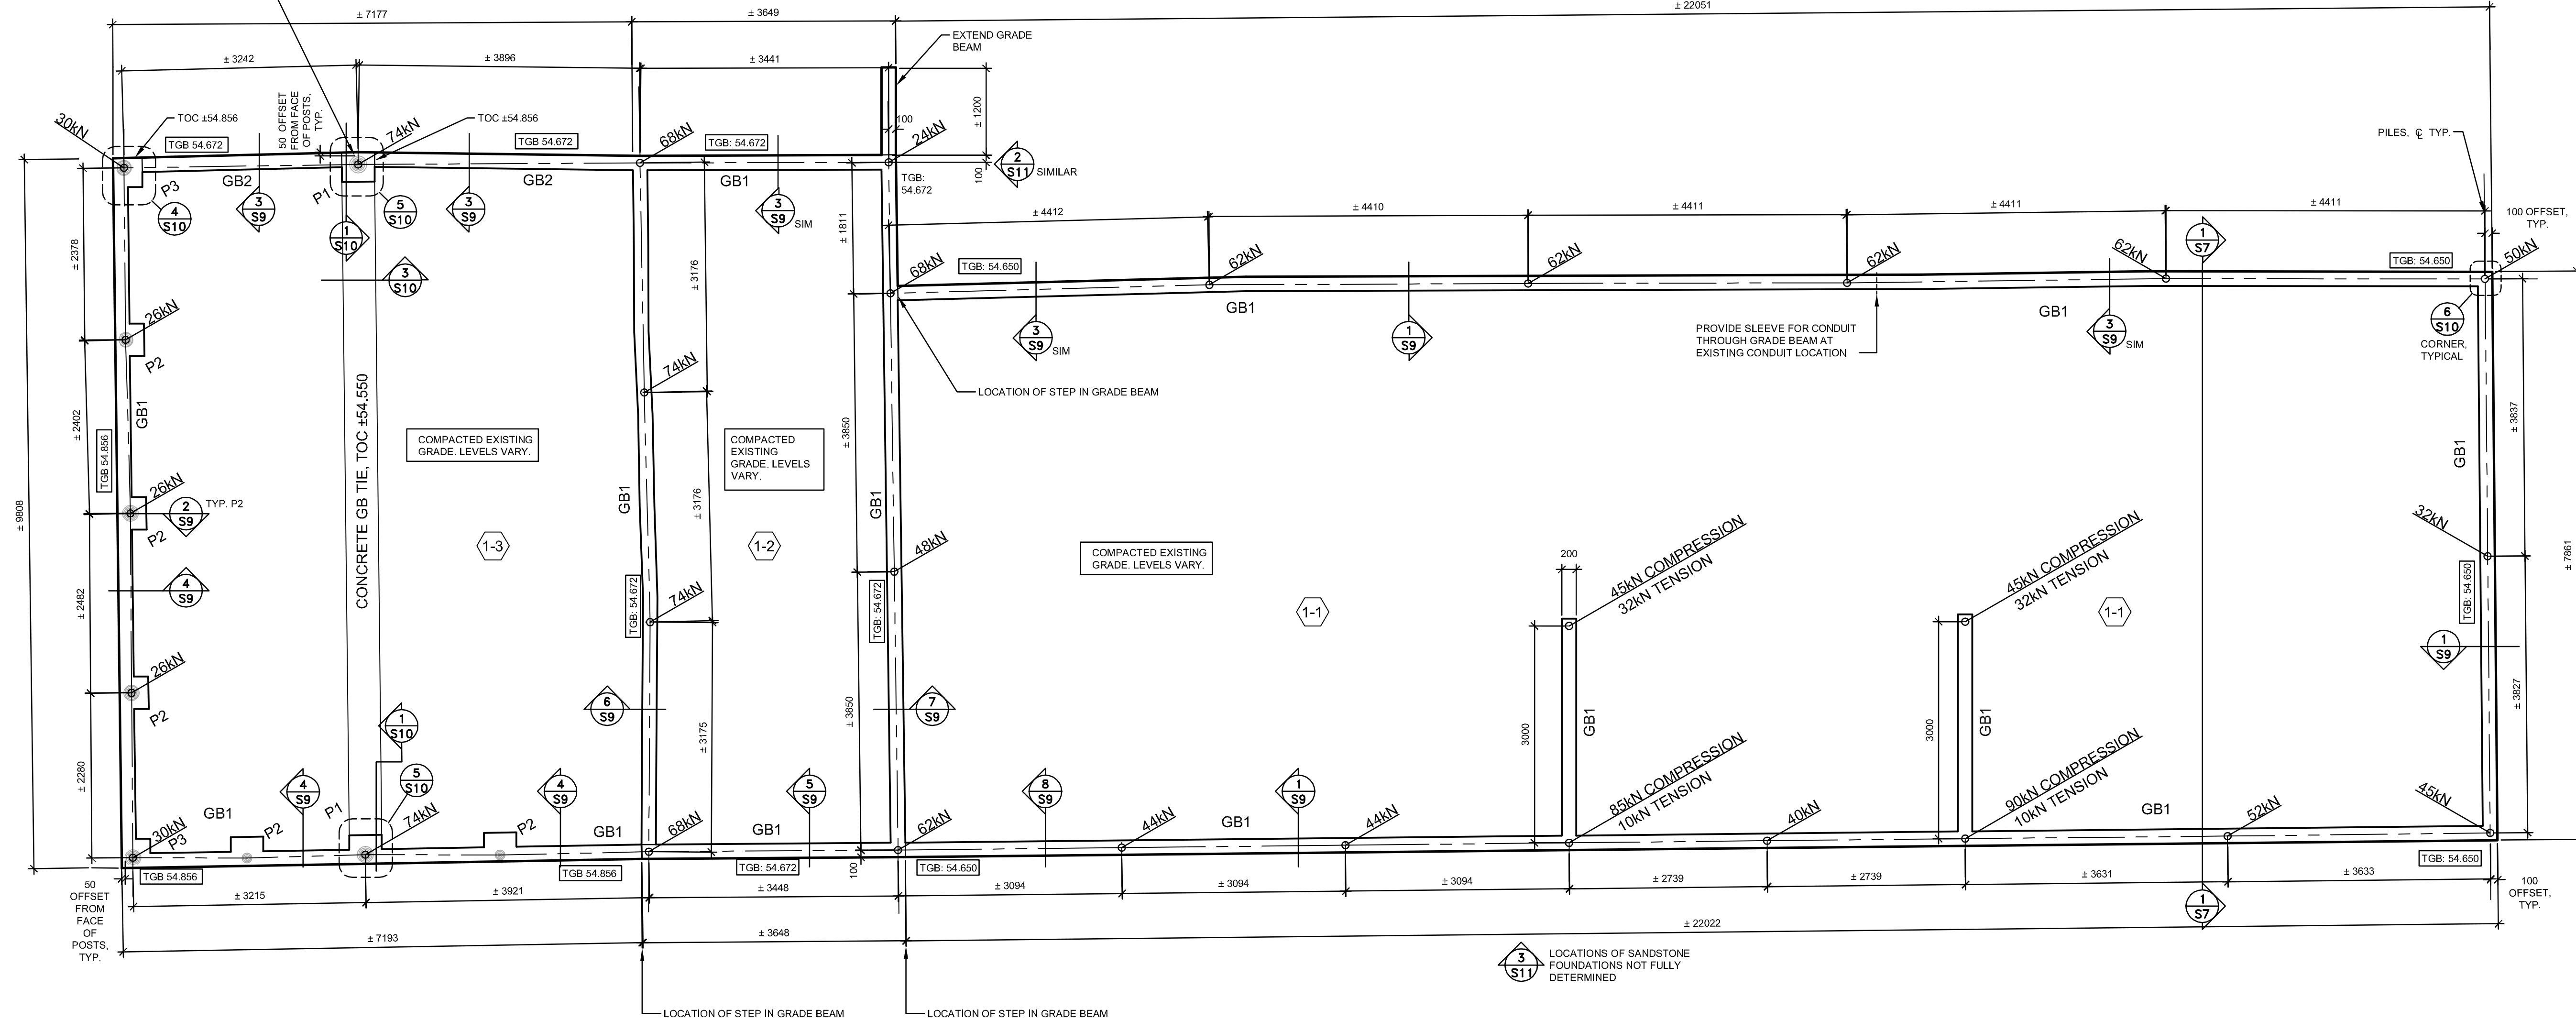 ± 7177
± 3649
± 22051
EXTEND GRADE
BEAM
± 3242
± 3896
± 3441
50 OFFSET
FROM FACE
OF POSTS,
TYP.
± 1200
100
30kN
TOC ±54.856
74kN
TOC ±54.856
68kN
24kN
PILES, ℄ TYP.
TGB 54.672
TGB 54.672
TGB: 54.672
2
S11
SIMILAR
100
TGB:
54.672
GB2
P3
P1
GB2
GB1
4
S10
3
S9
5
S10
3
S9
3
S9
SIM
1
S10
3
S10
± 2378
± 1811
± 4412
± 4410
± 4411
± 4411
± 4411
100 OFFSET,
TYP.
1
S7
± 3176
68kN
TGB: 54.650
62kN
62kN
62kN
62kN
TGB: 54.650
50kN
GB1
GB1
3
S9
SIM
1
S9
PROVIDE SLEEVE FOR CONDUIT
THROUGH GRADE BEAM AT
EXISTING CONDUIT LOCATION
3
S9
SIM
6
S10
CORNER,
TYPICAL
26kN
P2
74kN
LOCATION OF STEP IN GRADE BEAM
GB1
± 2402
TGB 54.856
CONCRETE GB TIE, TOC ±54.550
COMPACTED EXISTING
GRADE. LEVELS VARY.
COMPACTED
EXISTING
GRADE. LEVELS
VARY.
± 3850
± 3837
GB1
± 9808
26kN
2
S9
TYP. P2
P2
GB1
± 3176
GB1
1-3
1-2
48kN
COMPACTED EXISTING
GRADE. LEVELS VARY.
200
45kN COMPRESSION
32kN TENSION
45kN COMPRESSION
32kN TENSION
32kN
± 7861
4
S9
± 2482
TGB: 54.672
74kN
TGB: 54.672
1-1
1-1
TGB: 54.650
1
S9
26kN
P2
6
S9
7
S9
± 3175
± 3850
3000
GB1
3000
GB1
± 3827
1
S10
± 2280
4
S9
5
S10
4
S9
5
S9
8
S9
1
S9
85kN COMPRESSION
10kN TENSION
90kN COMPRESSION
10kN TENSION
45kN
GB1
P1
30kN
P3
P2
74kN
P2
GB1
68kN
GB1
62kN
44kN
GB1
44kN
40kN
GB1
52kN
TGB 54.856
TGB 54.856
TGB: 54.672
100
TGB: 54.650
TGB: 54.650
50
OFFSET
FROM
FACE
OF
POSTS,
TYP.
± 3215
± 3921
± 3448
± 3094
± 3094
± 3094
± 2739
± 2739
± 3631
± 3633
100
OFFSET,
TYP.
1
S7
± 7193
± 3648
± 22022
3
S11
LOCATIONS OF SANDSTONE
FOUNDATIONS NOT FULLY
DETERMINED
LOCATION OF STEP IN GRADE BEAM
LOCATION OF STEP IN GRADE BEAM